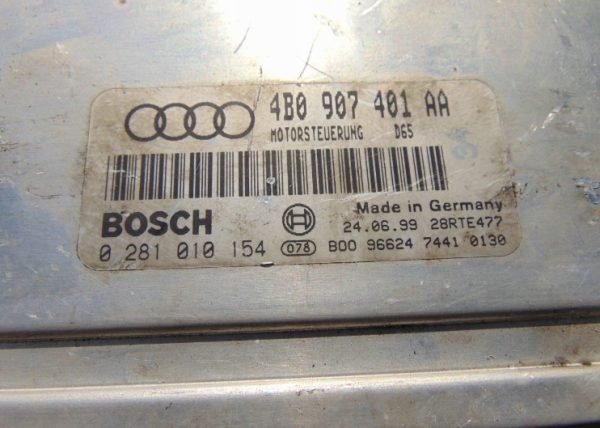 4B0 907 401 AA
MOTORSTEUERUNG D65
BOSCH
Made in Germany
24.06.99 28RTE477
0 281 010 154 078 B00 96624 7441 0130